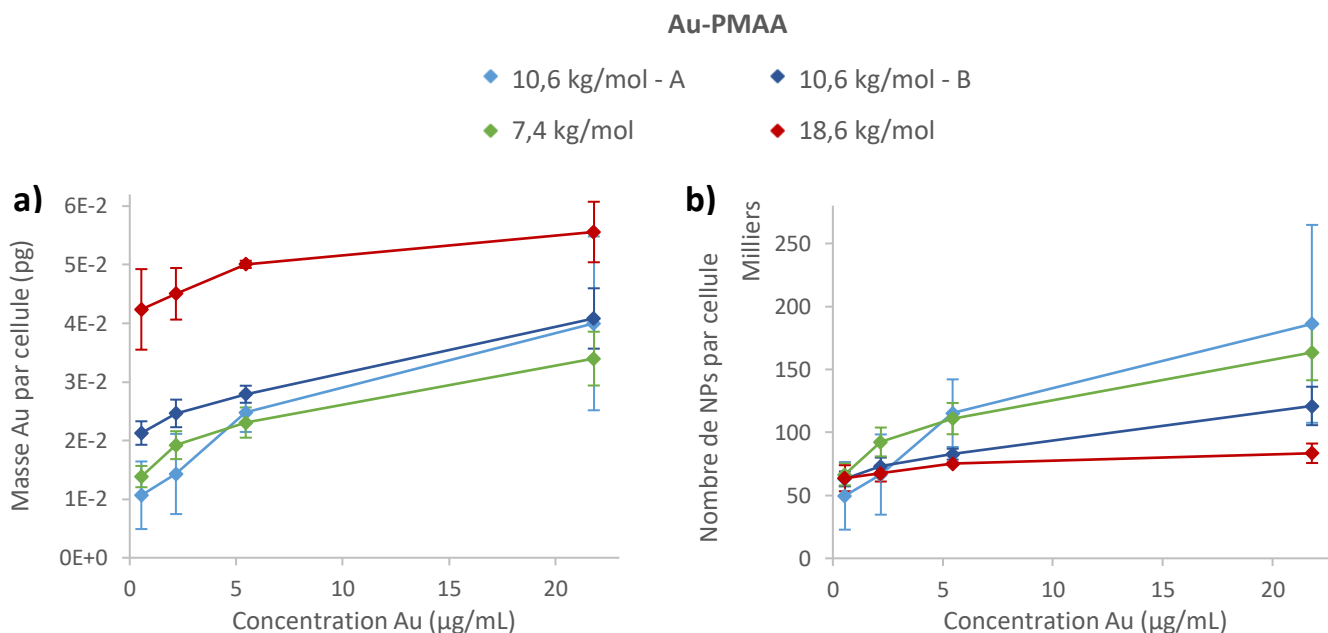 Au-PMAA
10,6 kg/mol - A
10,6 kg/mol - B
7,4 kg/mol
18,6 kg/mol
a)
Masse Au par cellule (pg)
6E-2
5E-2
4E-2
3E-2
2E-2
1E-2
0E+0
0
5
10
15
20
Concentration Au (µg/mL)
b)
Nombre de NPs par cellule
Milliers
250
200
150
100
50
0
0
5
10
15
20
Concentration Au (µg/mL)